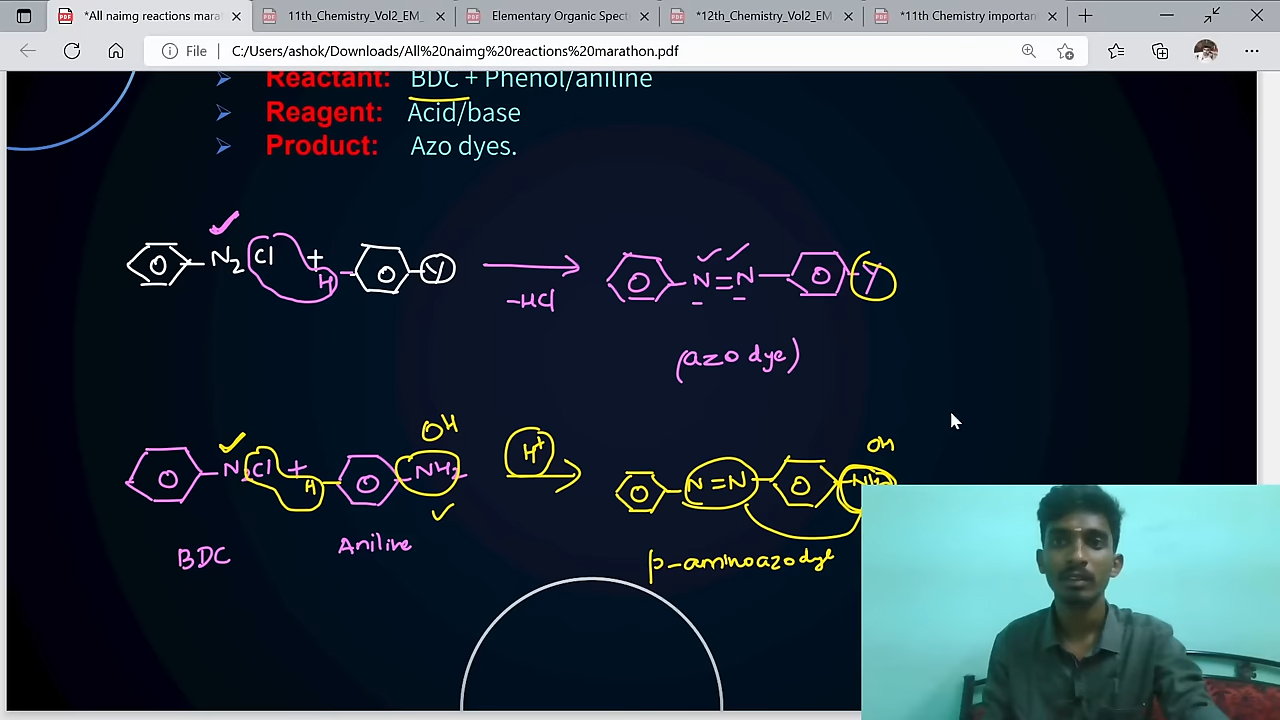 *All naimg reactions mara
11th_Chemistry_Vol2_EM_
Elementary Organic Spect
*12th_Chemistry_Vol2_EM
*11th Chemiary importan
File
C:/Users/ashok/Downloads/All%20naimg%20reactions%20marathon.pdf
Reactant: BDC + Phenol/aniline
Reagent: Acid/base
Product: Azo dyes.
N2 Cl + H Y
-HCl
N=N Y
(azo dye)
OH
OH
N2Cl + H NH2
H+
N=N NH2
BDC
Aniline
p-aminoazodye